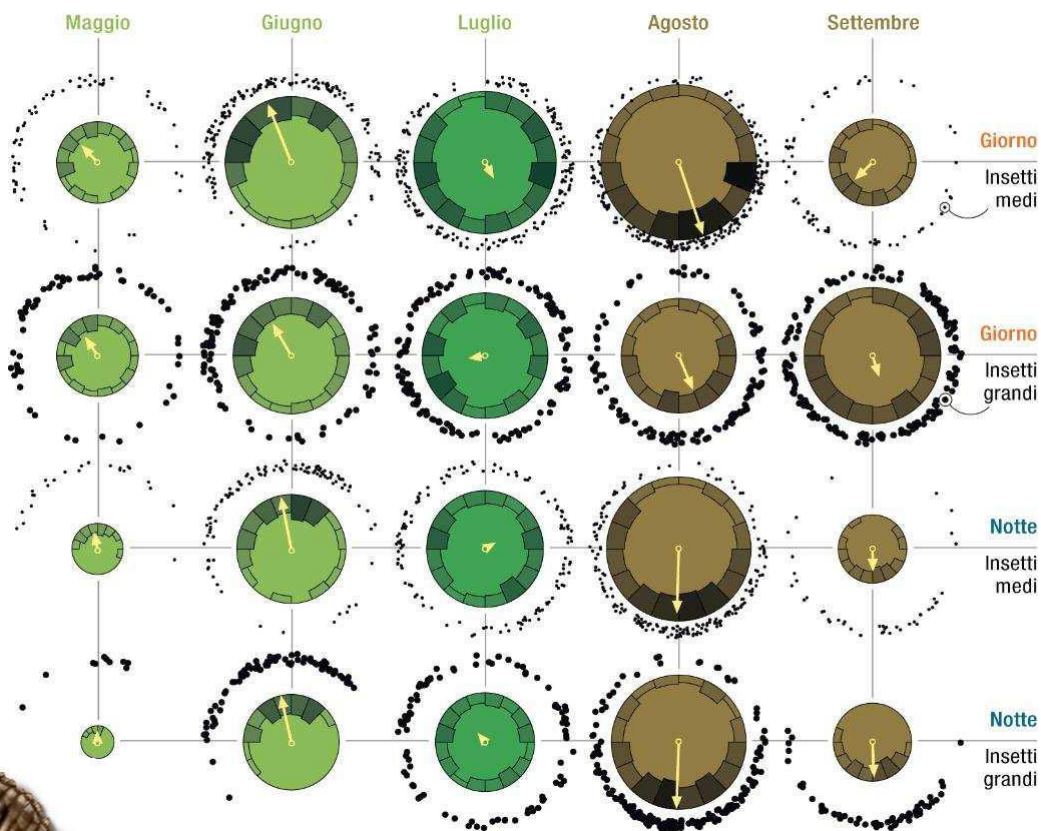 Maggio Giugno Luglio Agosto Settembre
Giorno
Insetti
medi
Giorno
Insetti
grandi
Notte
Insetti
medi
Notte
Insetti
grandi